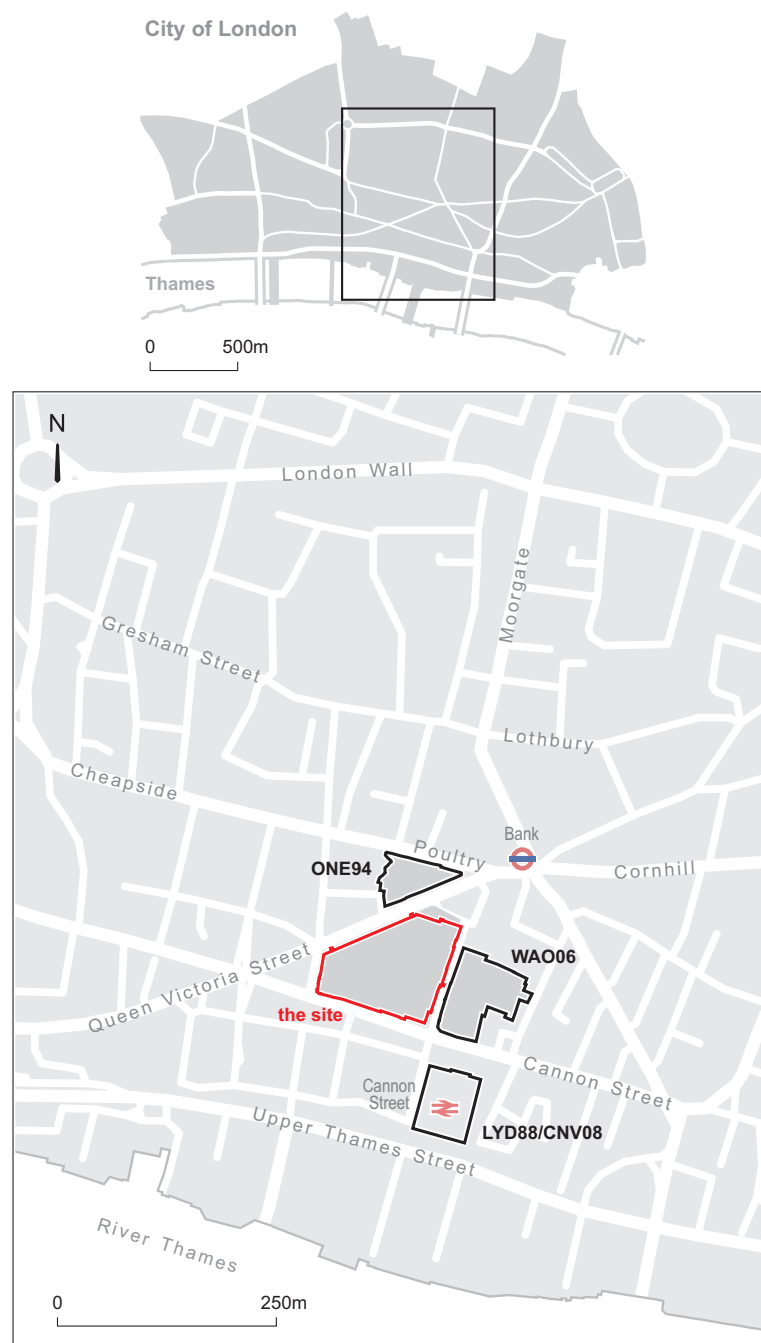 City of London
Thames
0 500m
N
London Wall
Moorgate
Gresham Street
Lothbury
Cheapside
Bank
Poultry
Cornhill
ONE94
WAO06
Queen Victoria Street
the site
Cannon Street
Cannon
Street
Upper Thames Street
LYD88/CNV08
River Thames
0 250m